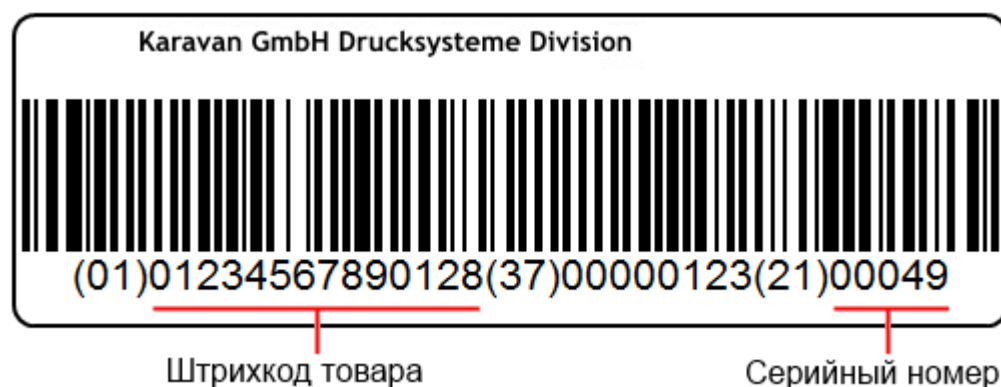 Karavan GmbH Drucksysteme Division
(01)01234567890128(37)00000123(21)00049
Штрихкод товара
Серийный номер